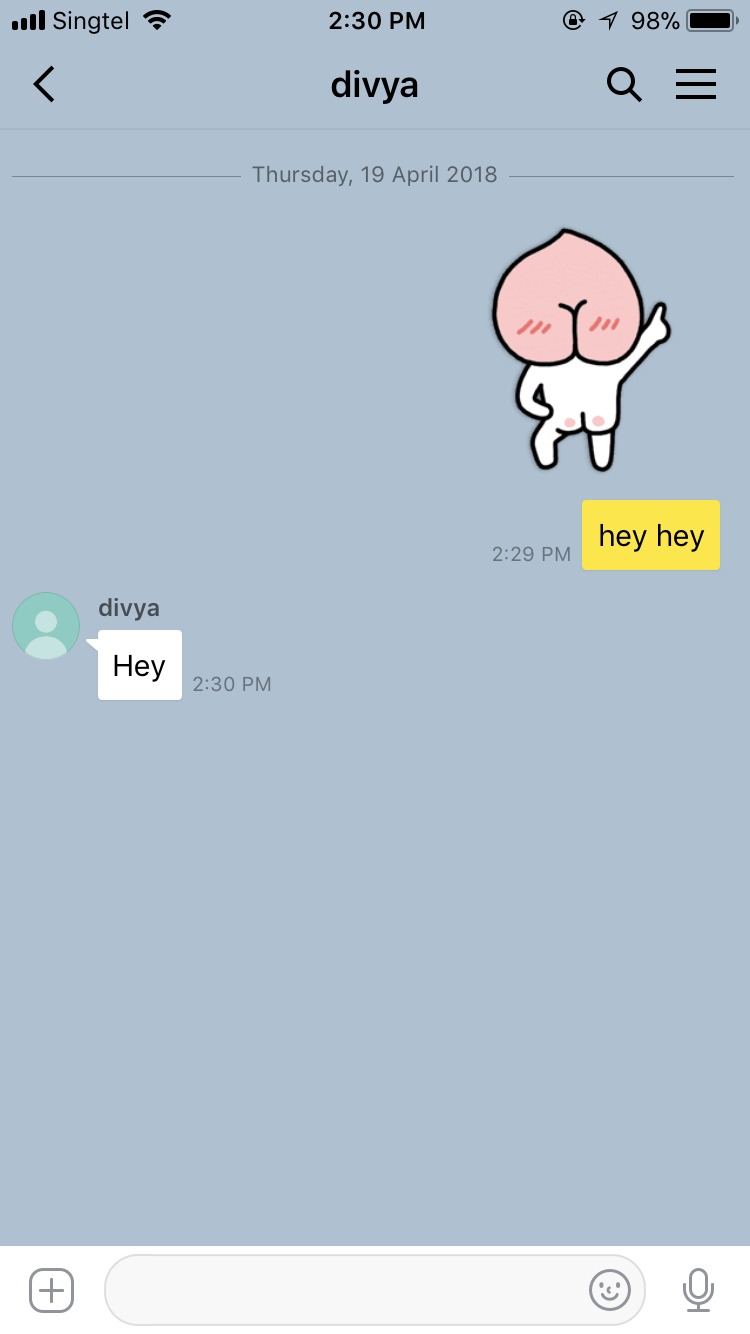 Singtel 2:30 PM 98%
divya
Thursday, 19 April 2018
hey hey
2:29 PM
divya
Hey
2:30 PM